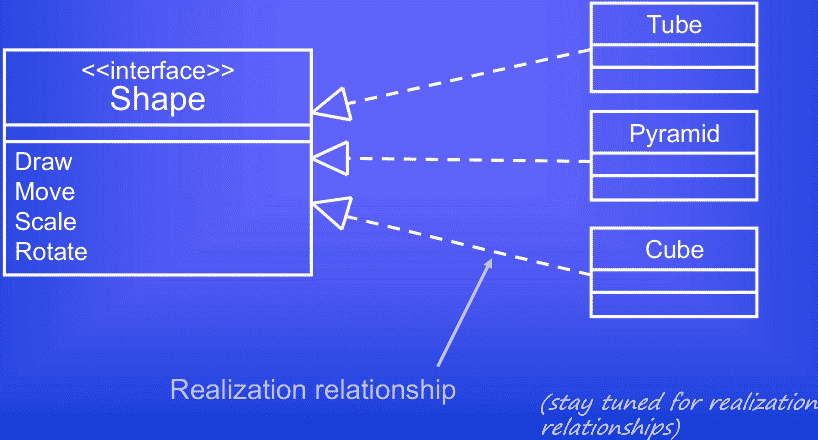 <<interface>>
Shape
Draw
Move
Scale
Rotate
Tube
Pyramid
Cube
Realization relationship
(stay tuned for realization
relationships)